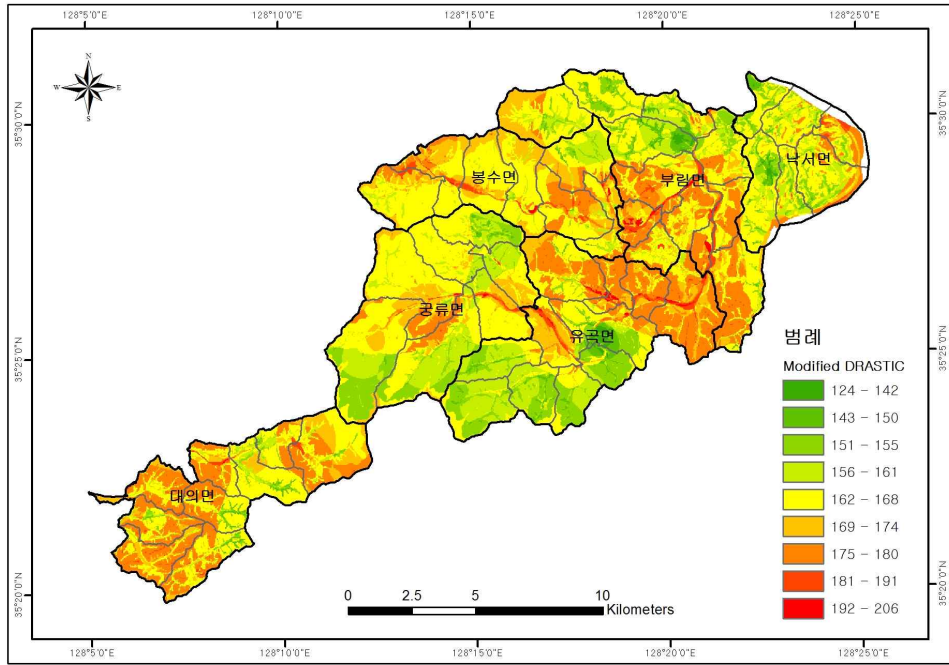 128°5'0"E 128°10'0"E 128°15'0"E 128°20'0"E 128°25'0"E
N
W E
S
35°30'0"N 35°30'0"N
낙서면
봉수면 부림면
궁류면
유곡면
범례
35°25'0"N 35°25'0"N
Modified DRASTIC
124 - 142
143 - 150
151 - 155
156 - 161
162 - 168
169 - 174
175 - 180
181 - 191
192 - 206
대의면
35°20'0"N 35°20'0"N
0 2.5 5 10
Kilometers
128°5'0"E 128°10'0"E 128°15'0"E 128°20'0"E 128°25'0"E